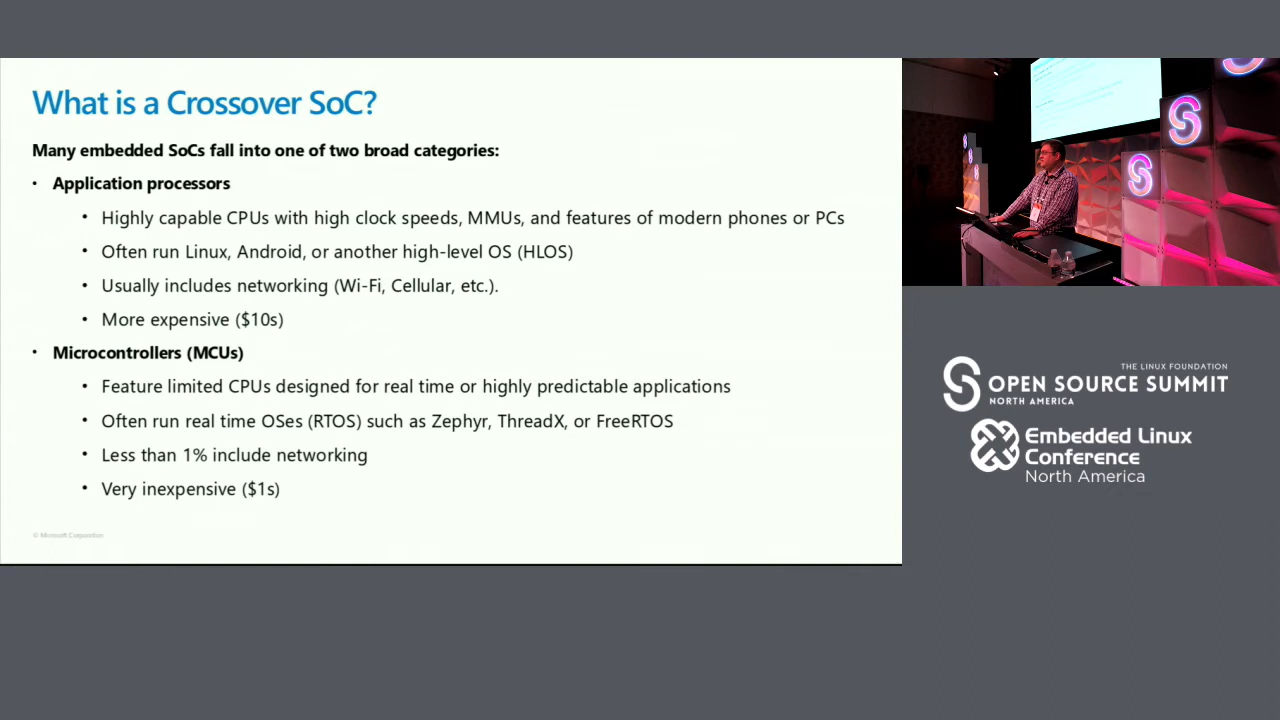 What is a Crossover SoC?
Many embedded SoCs fall into one of two broad categories:
• Application processors
• Highly capable CPUs with high clock speeds, MMUs, and features of modern phones or PCs
• Often run Linux, Android, or another high-level OS (HLOS)
• Usually includes networking (Wi-Fi, Cellular, etc.).
• More expensive ($10s)
• Microcontrollers (MCUs)
• Feature limited CPUs designed for real time or highly predictable applications
• Often run real time OSes (RTOS) such as Zephyr, ThreadX, or FreeRTOS
• Less than 1% include networking
• Very inexpensive ($1s)
© Microsoft Corporation
THE LINUX FOUNDATION
OPEN SOURCE SUMMIT
NORTH AMERICA
Embedded Linux
Conference
North America